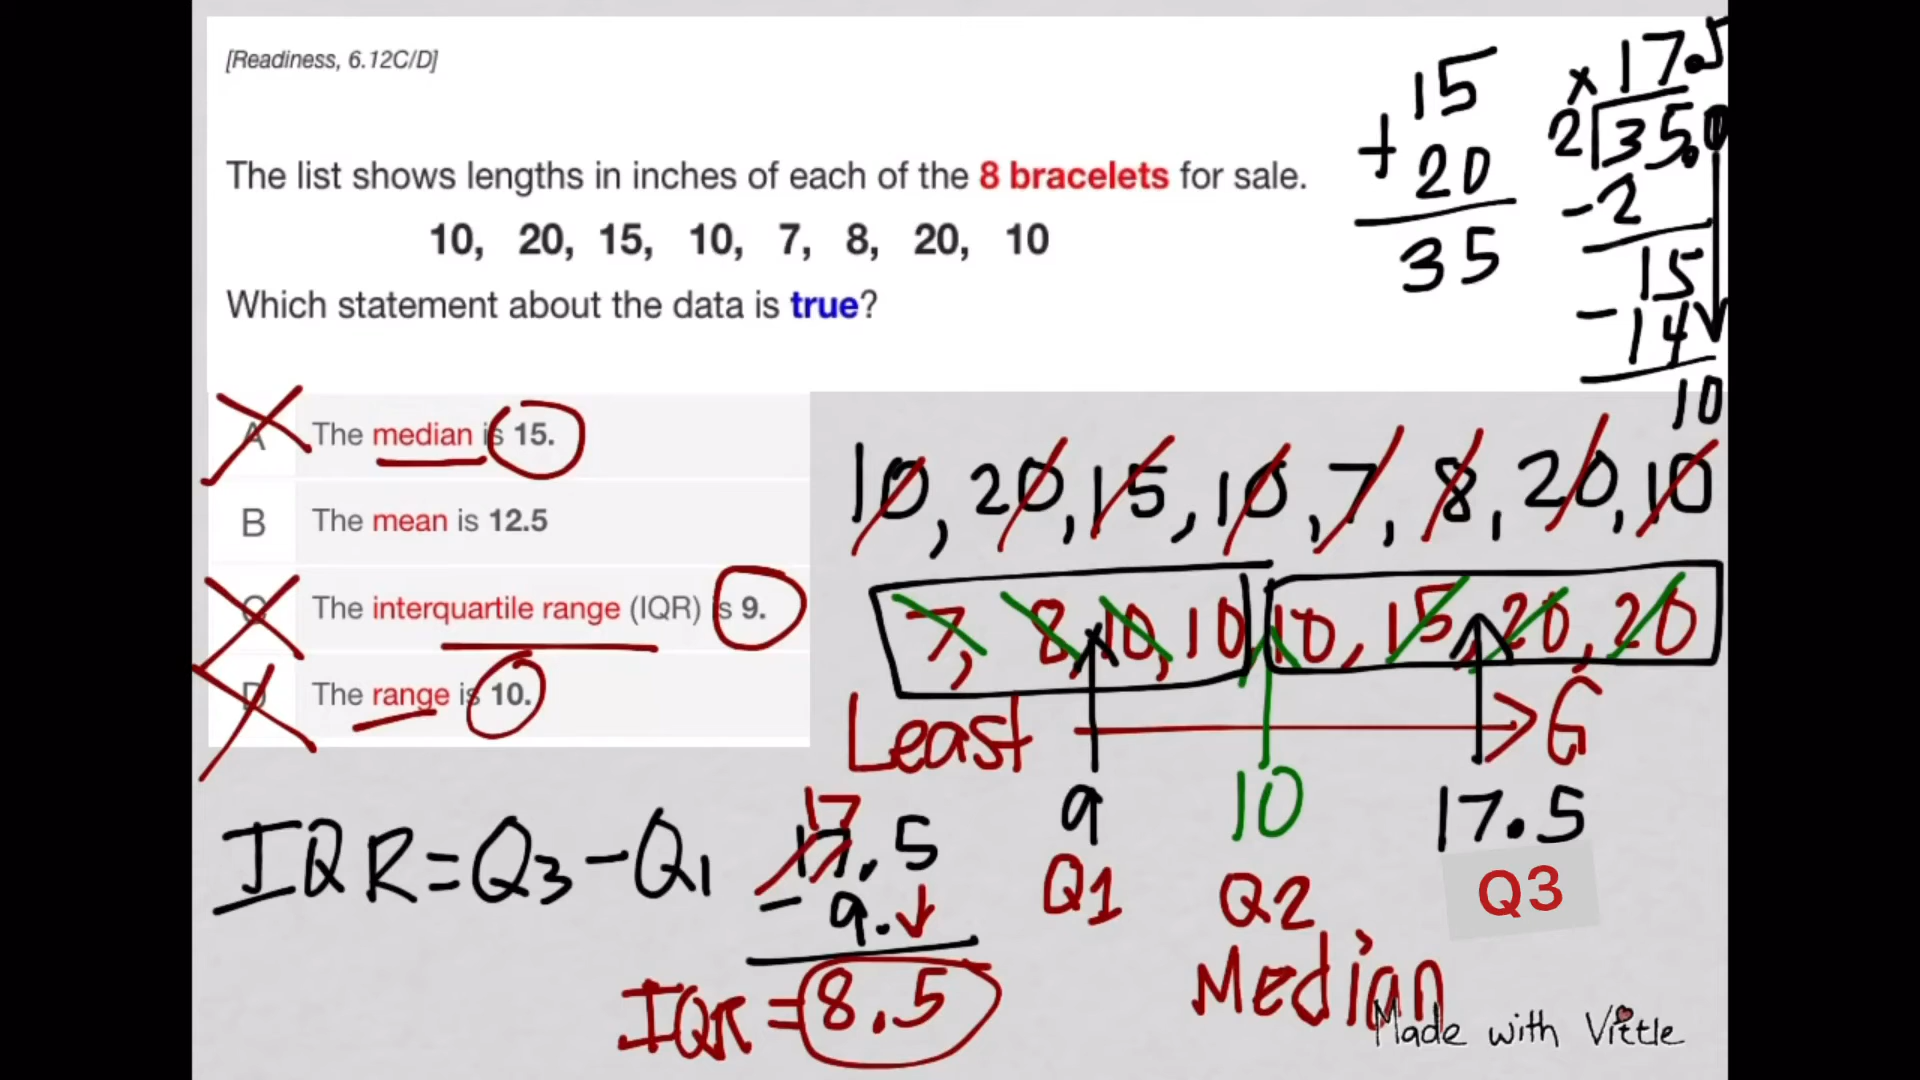 [Readiness, 6.12C/D]
The list shows lengths in inches of each of the 8 bracelets for sale.
10, 20, 15, 10, 7, 8, 20, 10
Which statement about the data is true?
A The median is 15.
B The mean is 12.5
C The interquartile range (IQR) is 9.
D The range is 10.
15
+ 20
35
× 17.5
2 35.0
-2
15
-14
10
10, 20, 15, 10, 7, 8, 20, 10
7, 8, 10, 10, 10, 15, 20, 20
Least G
9 10 17.5
Q1 Q2 Q3
Median
IQR = Q3 - Q1
17
17.5
- 9.
IQR = 8.5
Made with Vittle